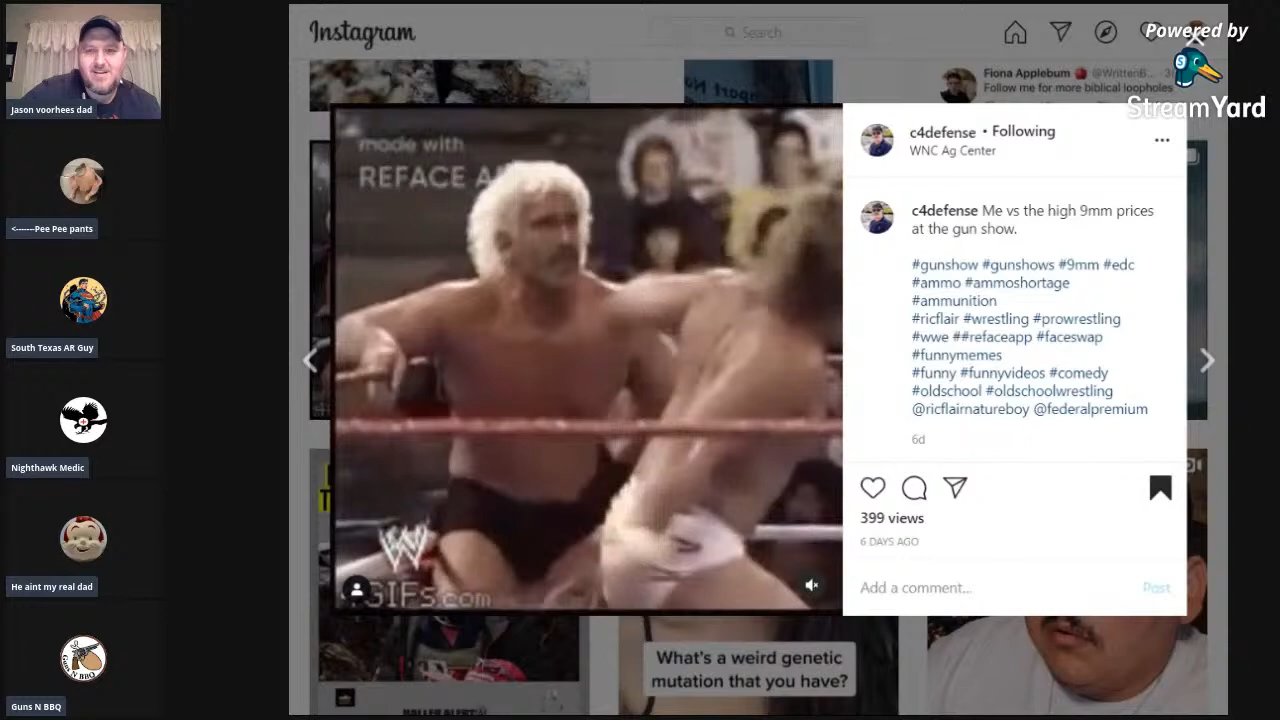 Instagram
Search
Powered by
StreamYard
Jason voorhees dad
<------Pee Pee pants
South Texas AR Guy
Nighthawk Medic
He aint my real dad
Guns N BBQ
Fiona Applebum @WrittenB...
Follow me for more biblical loopholes
made with
REFACE A
W
GIFs.com
c4defense • Following
WNC Ag Center
c4defense Me vs the high 9mm prices
at the gun show.
#gunshow #gunshows #9mm #edc
#ammo #ammoshortage
#ammunition
#ricflair #wrestling #prowrestling
#wwe ##refaceapp #faceswap
#funnymemes
#funny #funnyvideos #comedy
#oldschool #oldschoolwrestling
@ricflairnatureboy @federalpremium
6d
399 views
6 DAYS AGO
Add a comment...
Post
What's a weird genetic
mutation that you have?